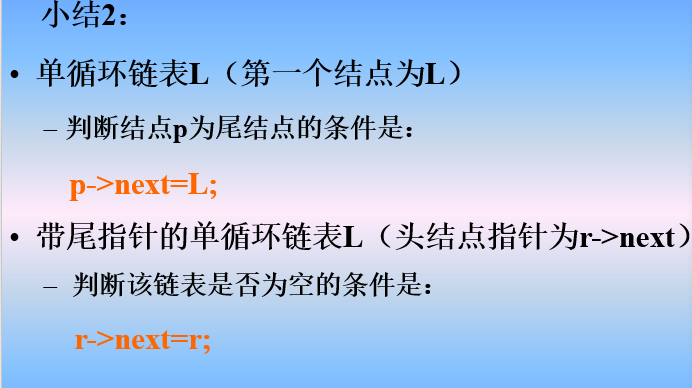 小结2：
• 单循环链表L（第一个结点为L）
– 判断结点p为尾结点的条件是：
p->next=L;
• 带尾指针的单循环链表L（头结点指针为r->next）
– 判断该链表是否为空的条件是：
r->next=r;